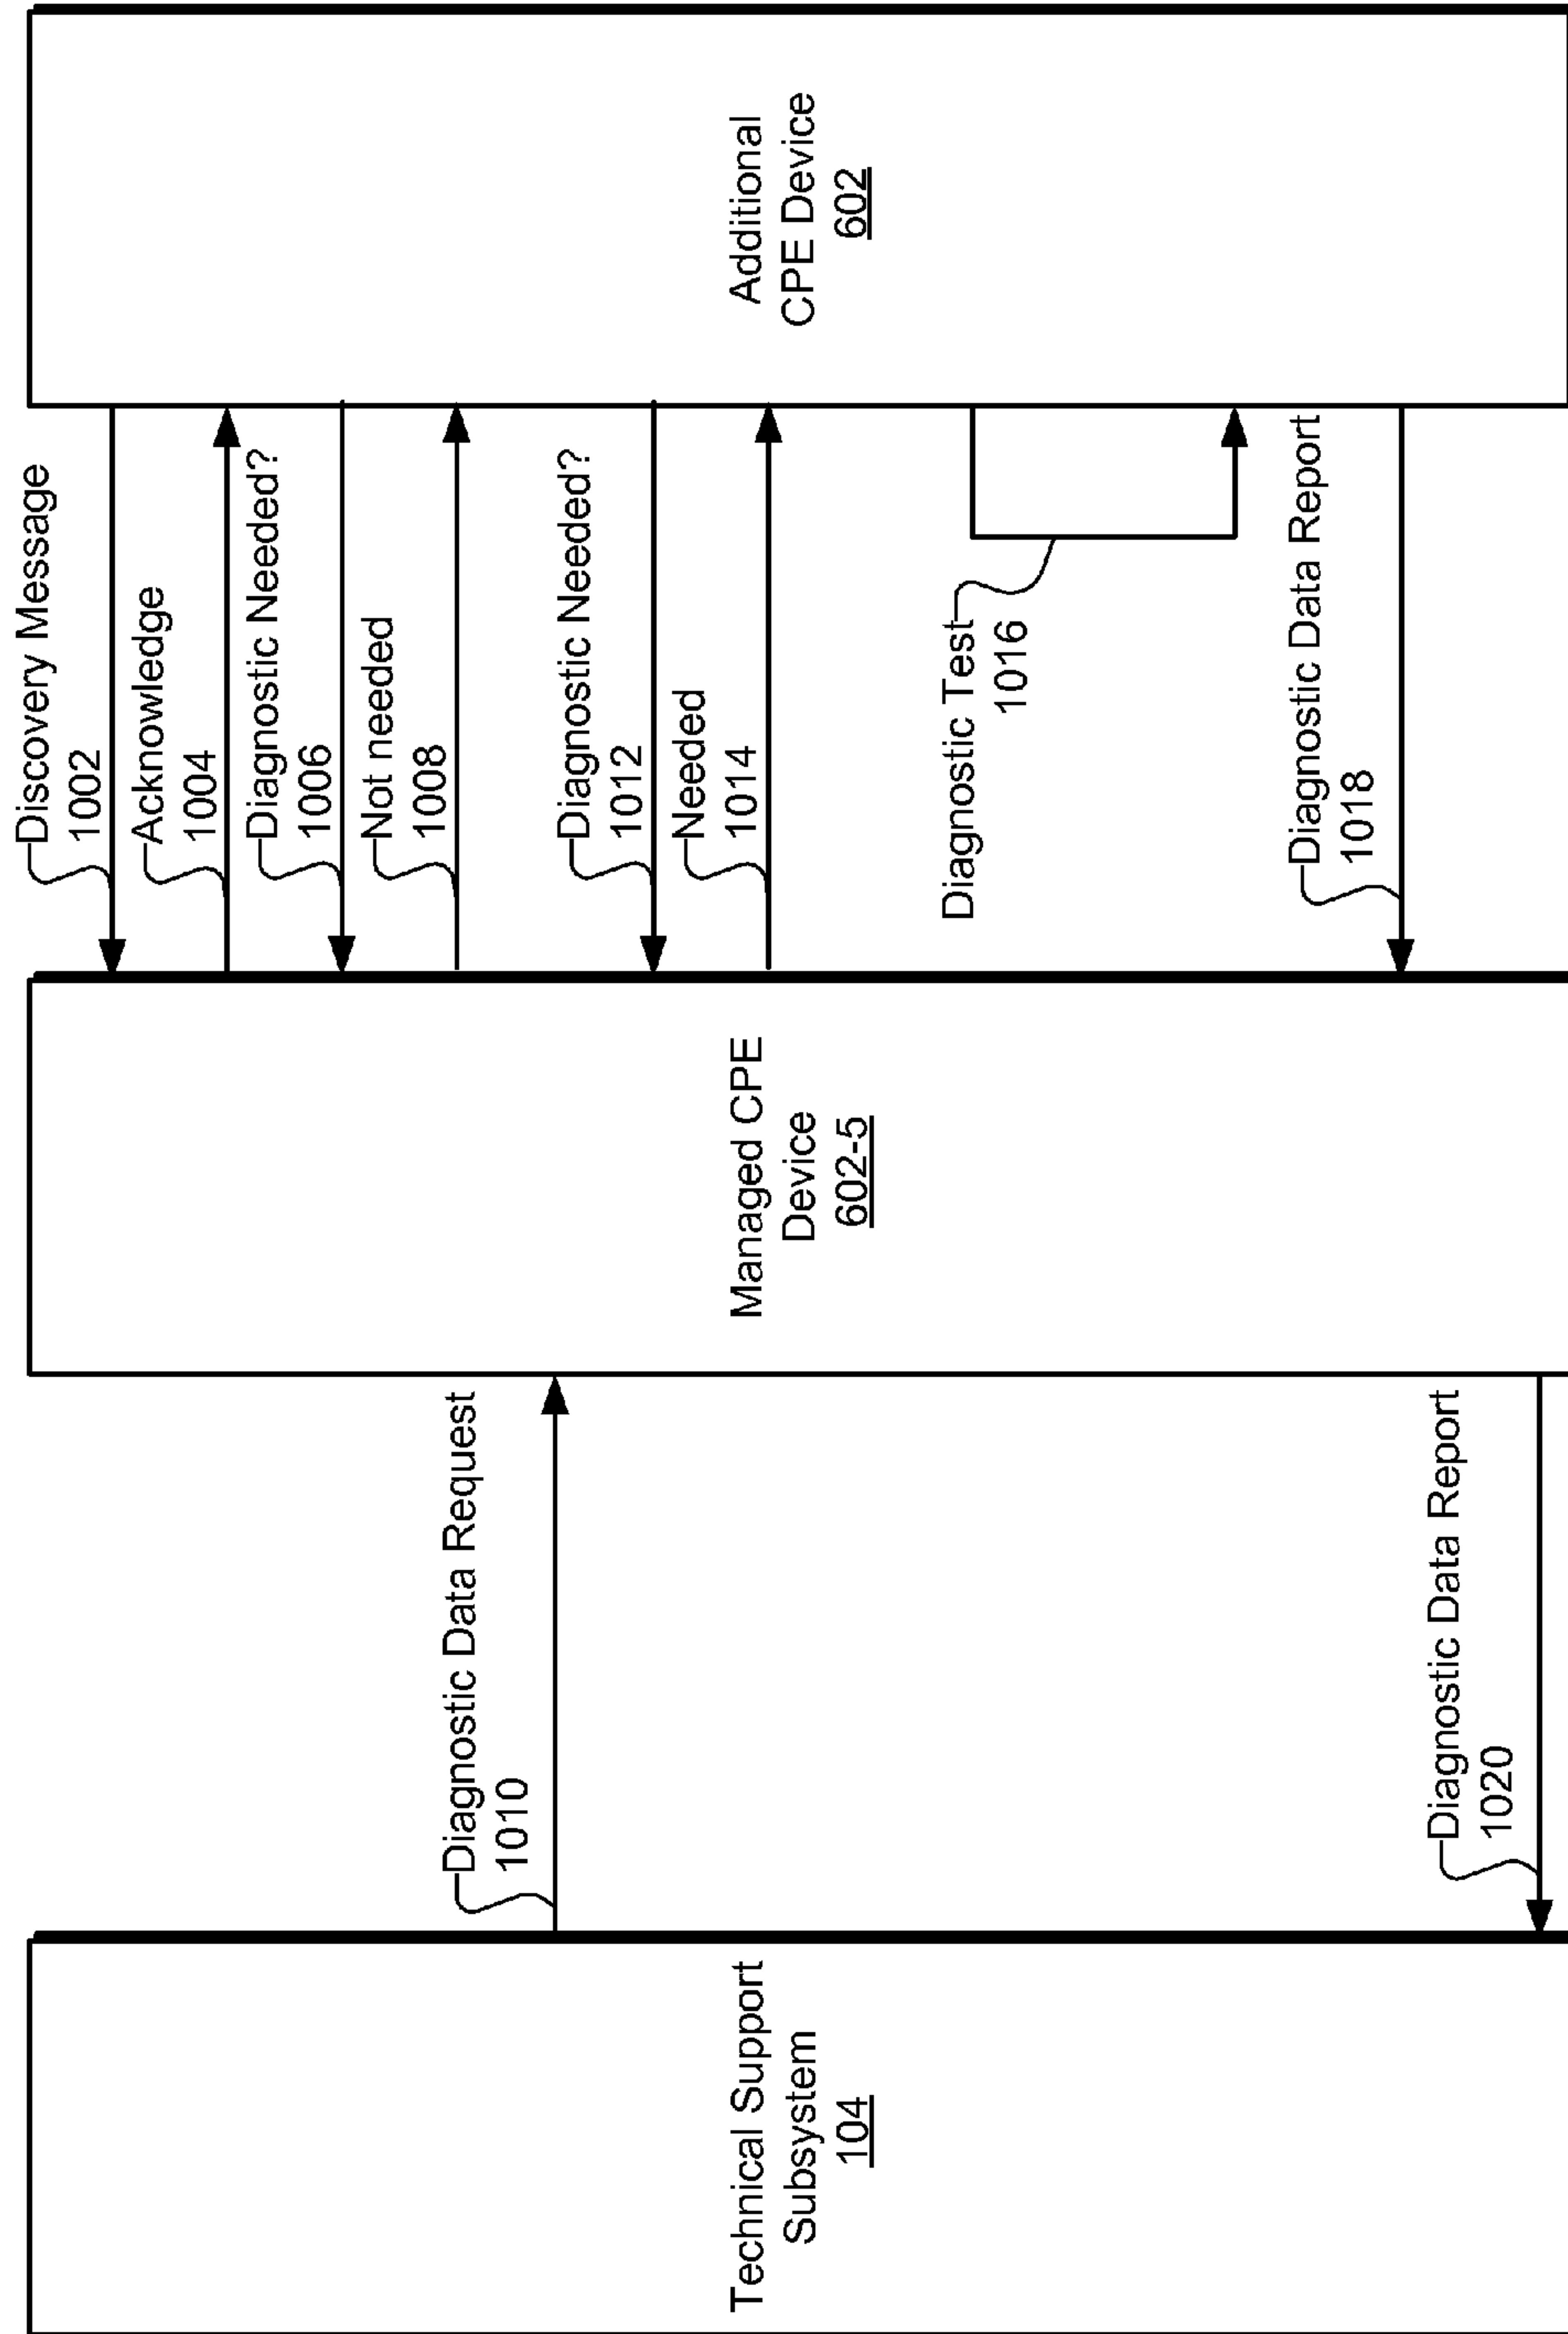 Technical Support
Subsystem
104
Managed CPE
Device
602-5
Additional
CPE Device
602
Discovery Message
1002
Acknowledge
1004
Diagnostic Needed?
1006
Not needed
1008
Diagnostic Data Request
1010
Diagnostic Needed?
1012
Needed
1014
Diagnostic Test
1016
Diagnostic Data Report
1018
Diagnostic Data Report
1020